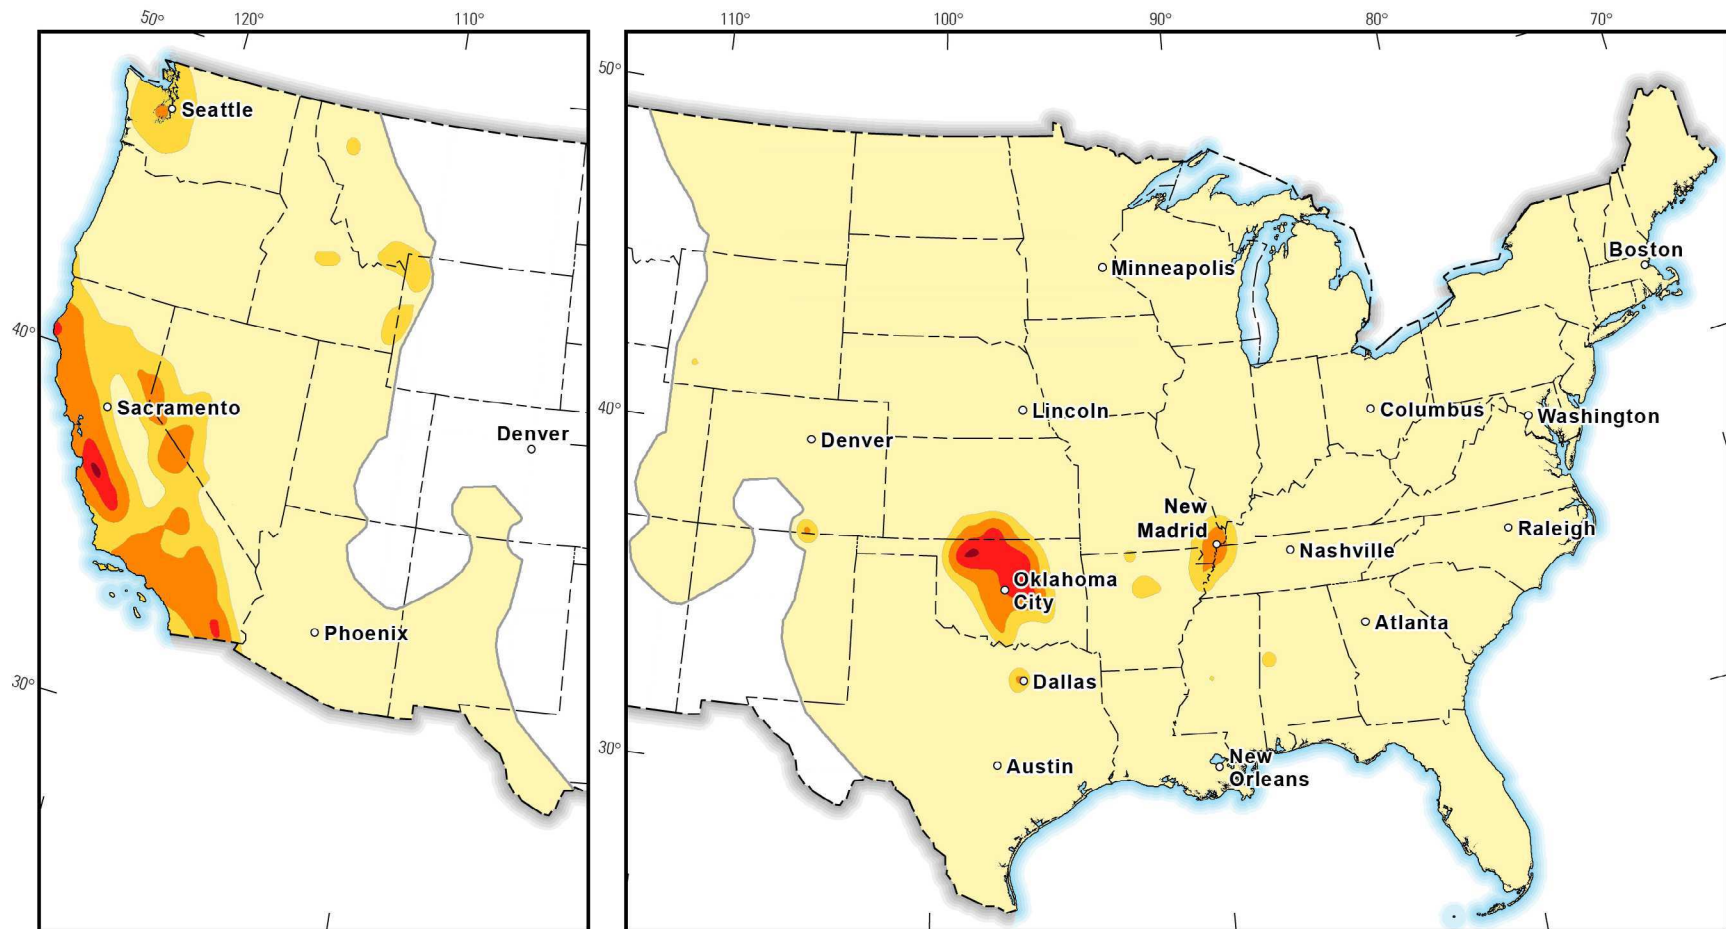 50° 120° 110°
110° 100° 90° 80° 70°
50°
Seattle
Boston
Minneapolis
40°
Sacramento
Denver
40°
Lincoln
Columbus
Washington
Denver
New
Madrid
Raleigh
Nashville
Oklahoma
City
Phoenix
Atlanta
30°
Dallas
30°
Austin
New
Orleans